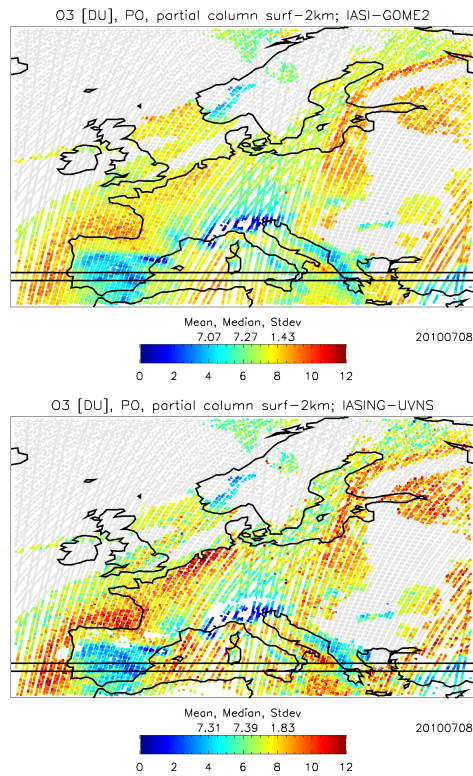 O3 [DU], PO, partial column surf-2km; IASI-GOME2
Mean, Median, Stdev
7.07 7.27 1.43
20100708
0 2 4 6 8 10 12
O3 [DU], PO, partial column surf-2km; IASING-UVNS
Mean, Median, Stdev
7.31 7.39 1.83
20100708
0 2 4 6 8 10 12